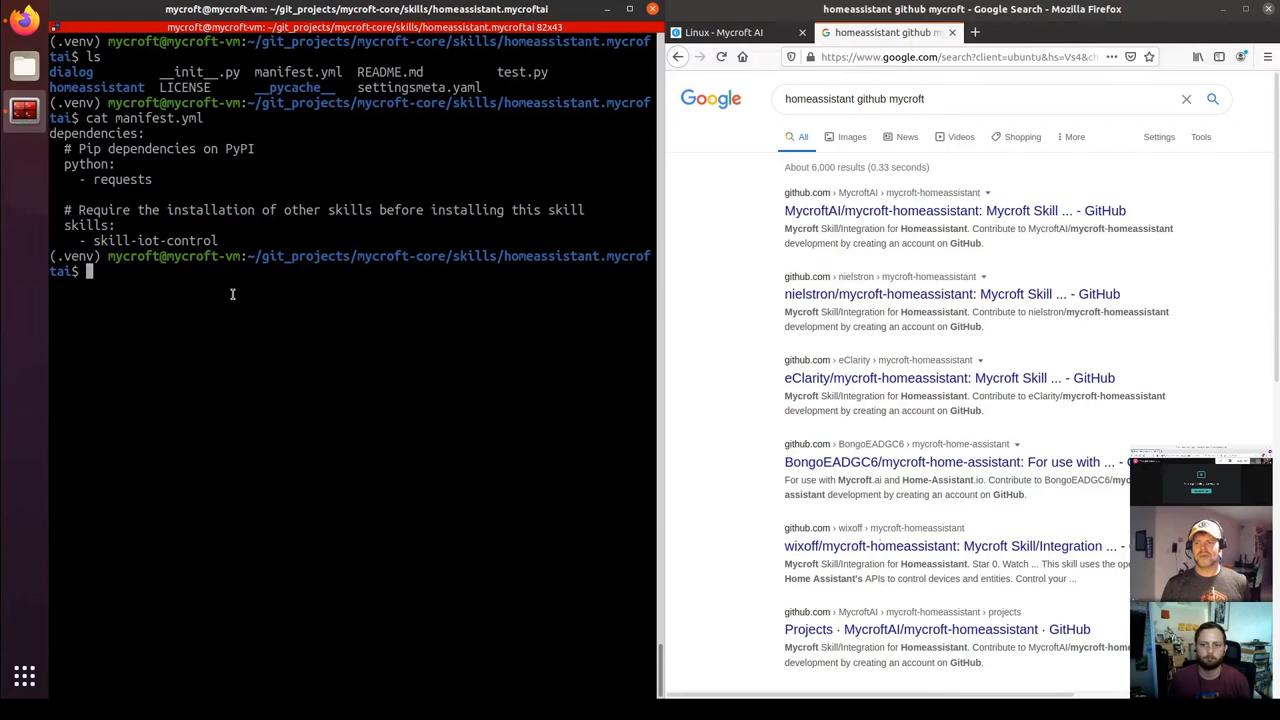 mycroft@mycroft-vm: ~/git_projects/mycroft-core/skills/homeassistant.mycroftai
mycroft@mycroft-vm: ~/git_projects/mycroft-core/skills/homeassistant.mycroftai 82x43
(.venv) mycroft@mycroft-vm:~/git_projects/mycroft-core/skills/homeassistant.mycrof
tai$ ls
dialog __init__.py manifest.yml README.md test.py
homeassistant LICENSE __pycache__ settingsmeta.yaml
(.venv) mycroft@mycroft-vm:~/git_projects/mycroft-core/skills/homeassistant.mycrof
tai$ cat manifest.yml
dependencies:
# Pip dependencies on PyPI
python:
- requests
# Require the installation of other skills before installing this skill
skills:
- skill-iot-control
(.venv) mycroft@mycroft-vm:~/git_projects/mycroft-core/skills/homeassistant.mycrof
tai$
homeassistant github mycroft - Google Search - Mozilla Firefox
Linux - Mycroft AI
homeassistant github m
https://www.google.com/search?client=ubuntu&hs=Vs4&
Google
homeassistant github mycroft
All Images News Videos Shopping More Settings Tools
About 6,000 results (0.33 seconds)
github.com › MycroftAI › mycroft-homeassistant
MycroftAI/mycroft-homeassistant: Mycroft Skill ... - GitHub
Mycroft Skill/Integration for Homeassistant. Contribute to MycroftAI/mycroft-homeassistant
development by creating an account on GitHub.
github.com › nielstron › mycroft-homeassistant
nielstron/mycroft-homeassistant: Mycroft Skill ... - GitHub
Mycroft Skill/Integration for Homeassistant. Contribute to nielstron/mycroft-homeassistant
development by creating an account on GitHub.
github.com › eClarity › mycroft-homeassistant
eClarity/mycroft-homeassistant: Mycroft Skill ... - GitHub
Mycroft Skill/Integration for Homeassistant. Contribute to eClarity/mycroft-homeassistant
development by creating an account on GitHub.
github.com › BongoEADGC6 › mycroft-home-assistant
BongoEADGC6/mycroft-home-assistant: For use with ... -
For use with Mycroft.ai and Home-Assistant.io. Contribute to BongoEADGC6/my
assistant development by creating an account on GitHub.
github.com › wixoff › mycroft-homeassistant
wixoff/mycroft-homeassistant: Mycroft Skill/Integration ... -
Mycroft Skill/Integration for Homeassistant. Star 0. Watch ... This skill uses the ope
Home Assistant's APIs to control devices and entities. Control your ...
github.com › MycroftAI › mycroft-homeassistant › projects
Projects · MycroftAI/mycroft-homeassistant · GitHub
Mycroft Skill/Integration for Homeassistant. Contribute to MycroftAI/mycroft-hom
development by creating an account on GitHub.